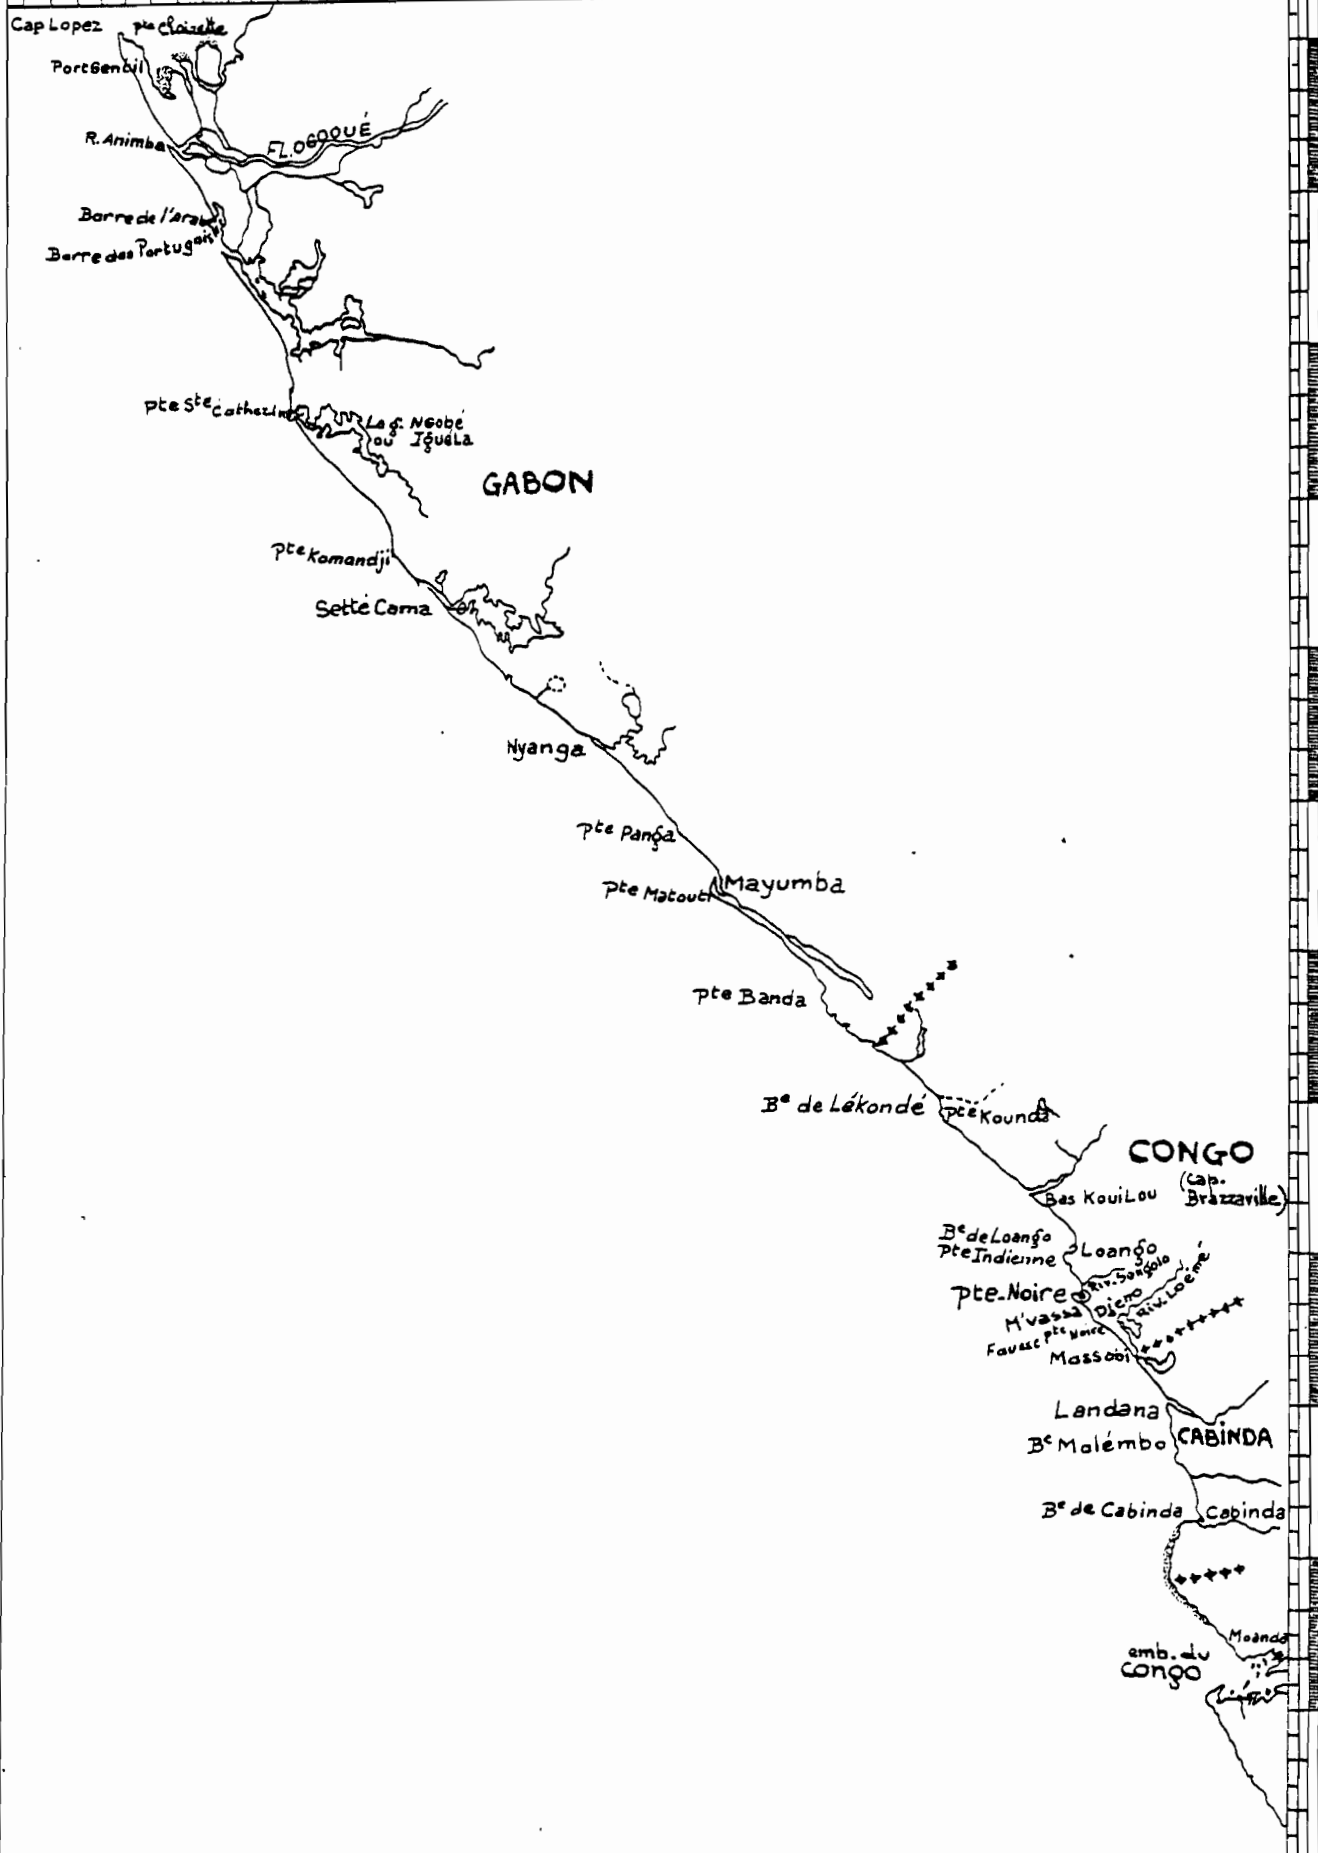 Cap Lopez
pte Clairette
Port Gentil
FL. OGOOUÉ
R. Animba
Barre de l'Arab
Barre des Portugais
Pte Ste Catherine
Lag. NGobé
ou Iguéla
GABON
Pte Komandji
Setté Cama
Nyanga
Pte Panga
Mayumba
Pte Matouti
Pte Banda
Be de Lékondé
Pte Kounda
CONGO
(Cap.
Brazzaville)
Bas KouiLou
Be de Loango
Pte Indienne
Loango
Riv. Songolo
Pte-Noire
Djeno
Riv. Loémé
M'vassa
Fausse Pte Noire
Massabi
Landana
CABINDA
Be Malémbo
Be de Cabinda
Cabinda
Moanda
emb. du
Congo